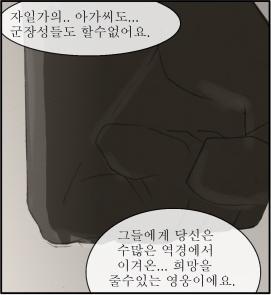 자일가의.. 아가씨도...
군장성들도 할수없어요.
그들에게 당신은
수많은 역경에서
이겨온... 희망을
줄수있는 영웅이에요.